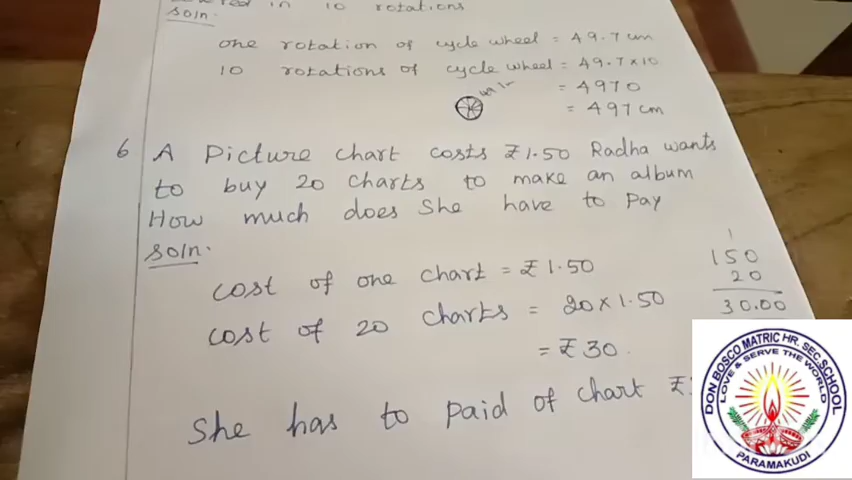 in 10 rotations
Soln.
one rotation of cycle wheel = 49.7 cm
10 rotations of cycle wheel = 49.7 × 10
= 4970
= 497 cm
6 A Picture chart costs ₹1.50 Radha wants
to buy 20 charts to make an album
How much does She have to Pay
Soln.
cost of one chart = ₹1.50
cost of 20 charts = 20 × 1.50
= ₹30.
1
150
20
30.00
She has to paid of chart ₹
DON BOSCO MATRIC HR. SEC. SCHOOL
LOVE & SERVE THE WORLD
PARAMAKUDI